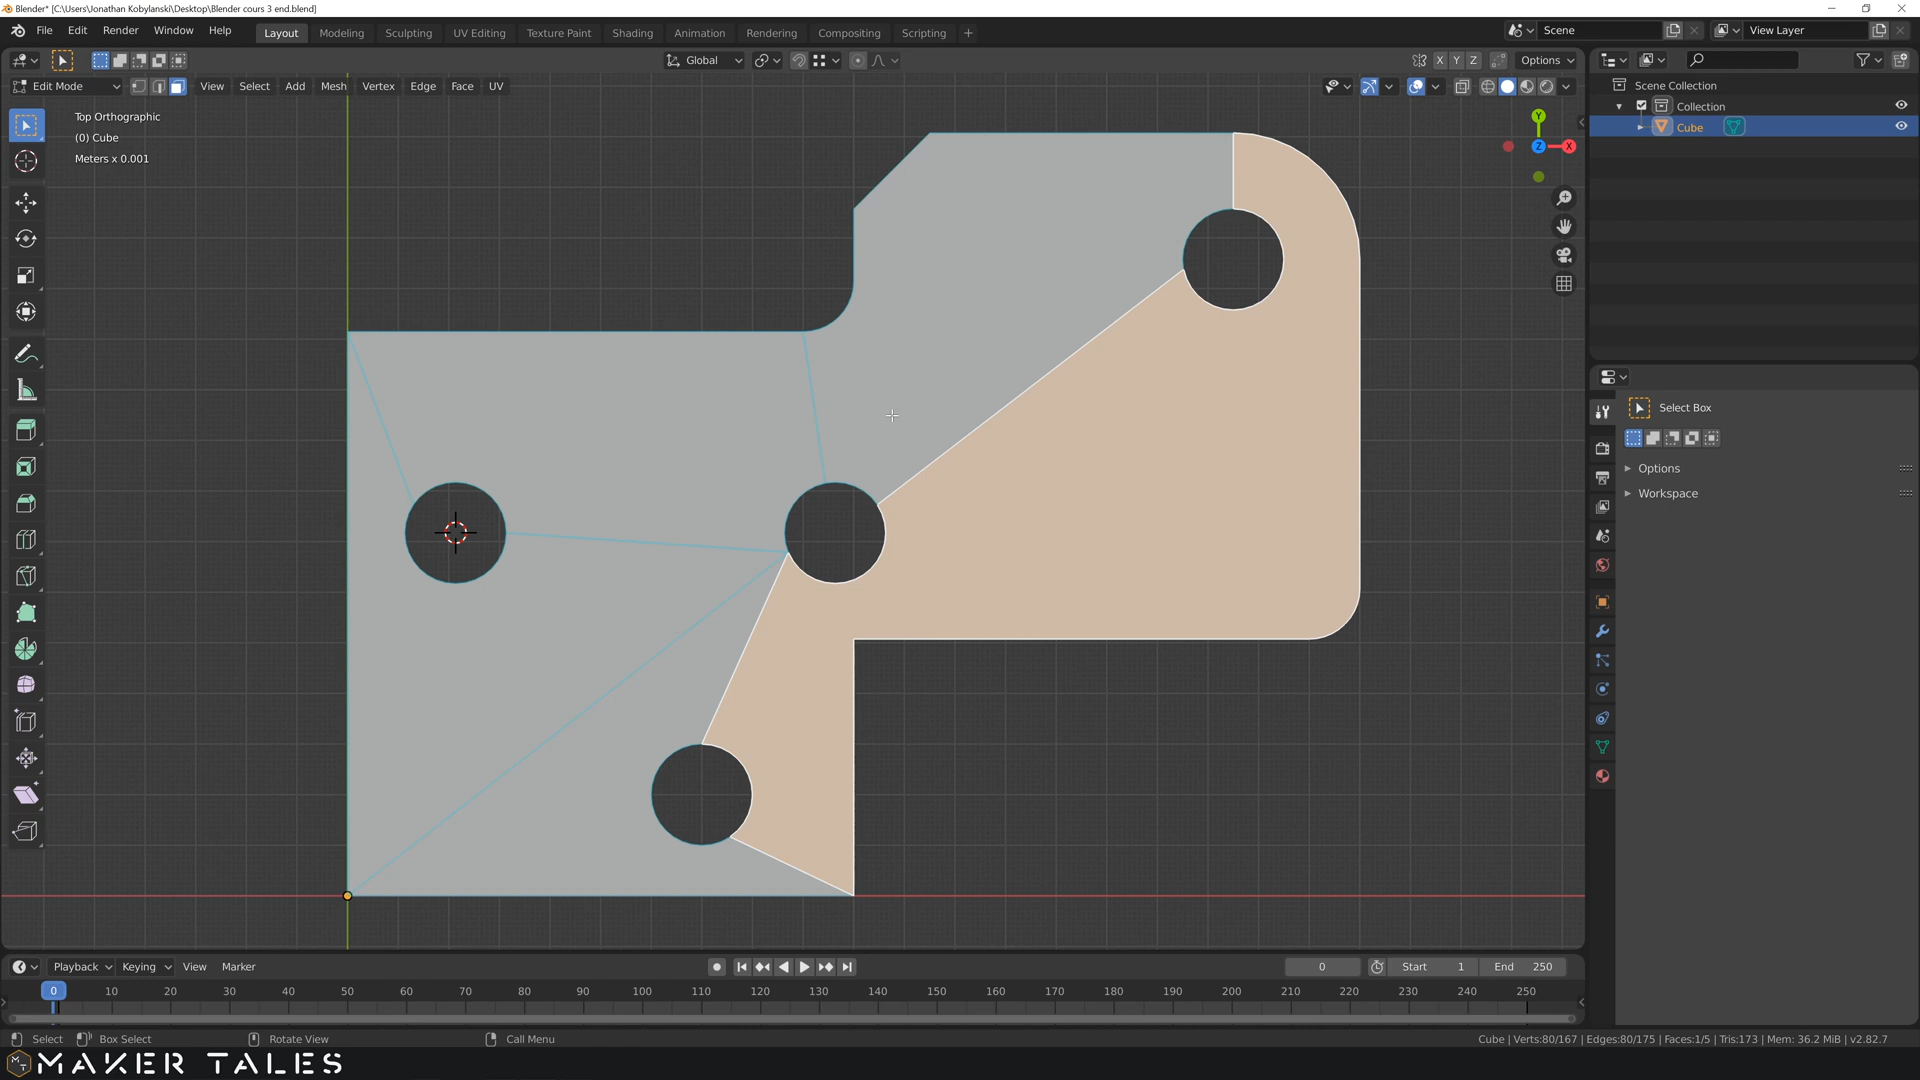 Blender* [C:\Users\Jonathan Kobylanski\Desktop\Blender cours 3 end.blend]
File Edit Render Window Help
Layout Modeling Sculpting UV Editing Texture Paint Shading Animation Rendering Compositing Scripting +
Scene
View Layer
Global
X Y Z
Options
Edit Mode
View Select Add Mesh Vertex Edge Face UV
Top Orthographic
(0) Cube
Meters x 0.001
Y
Z
X
Scene Collection
Collection
Cube
Select Box
Options
Workspace
Playback Keying View Marker
0
Start 1
End 250
0 10 20 30 40 50 60 70 80 90 100 110 120 130 140 150 160 170 180 190 200 210 220 230 240 250
Select Box Select Rotate View Call Menu
Cube | Verts:80/167 | Edges:80/175 | Faces:1/5 | Tris:173 | Mem: 36.2 MiB | v2.82.7
MAKER TALES